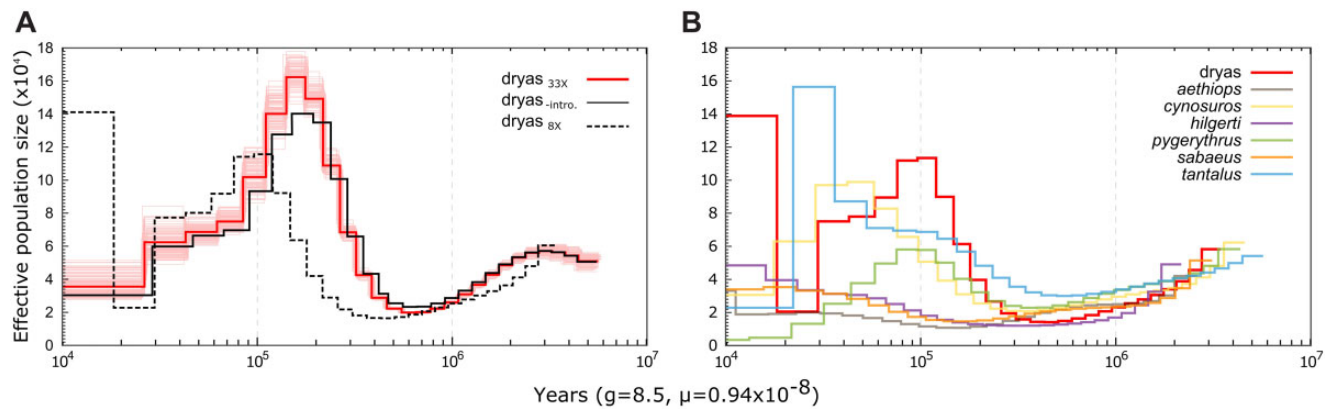 A
B
Effective population size (x10⁴)
18
16
14
12
10
8
6
4
2
0
dryas 33X
dryas -intro.
dryas 8X
10⁴ 10⁵ 10⁶ 10⁷
18
16
14
12
10
8
6
4
2
0
dryas
aethiops
cynosuros
hilgerti
pygerythrus
sabaeus
tantalus
10⁴ 10⁵ 10⁶ 10⁷
Years (g=8.5, μ=0.94x10⁻⁸)